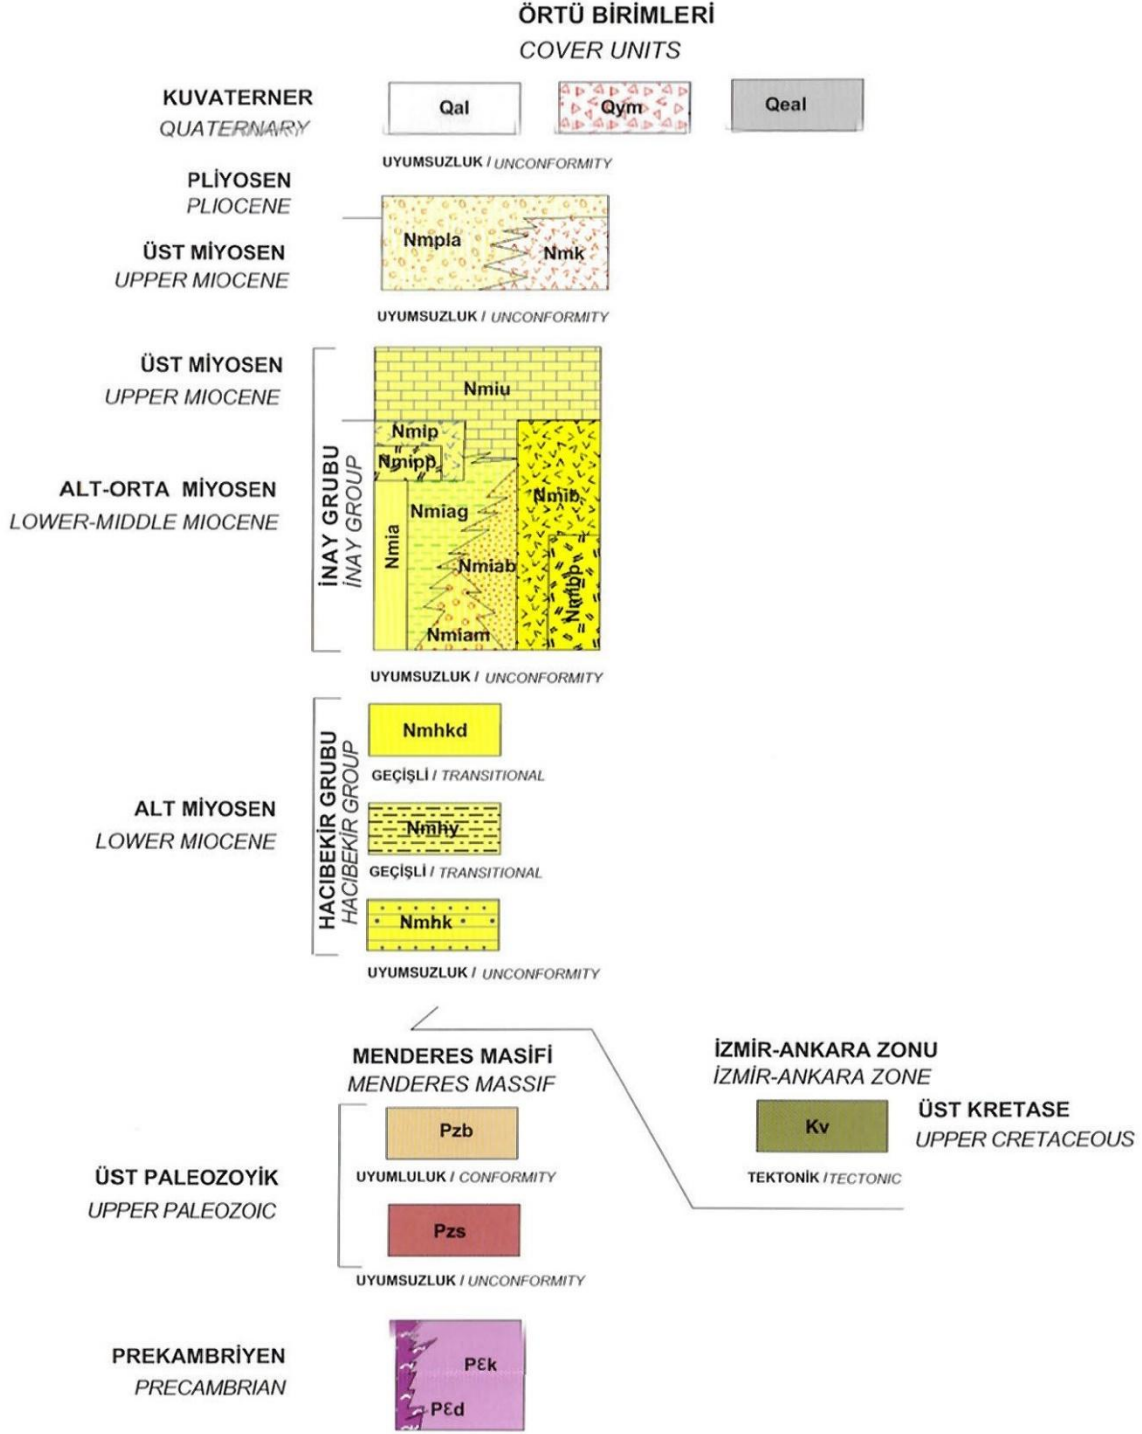 ÖRTÜ BİRİMLERİ
COVER UNITS
KUVATERNER
QUATERNARY
Qal
Qym
Qeal
UYUMSUZLUK / UNCONFORMITY
PLİYOSEN
PLIOCENE
ÜST MİYOSEN
UPPER MIOCENE
Nmpla
Nmk
UYUMSUZLUK / UNCONFORMITY
ÜST MİYOSEN
UPPER MIOCENE
ALT-ORTA MİYOSEN
LOWER-MIDDLE MIOCENE
İNAY GRUBU
İNAY GROUP
Nmiu
Nmip
Nmipp
Nmia
Nmiag
Nmiab
Nmiam
Nmib
Nmibp
UYUMSUZLUK / UNCONFORMITY
ALT MİYOSEN
LOWER MIOCENE
HACIBEKİR GRUBU
HACIBEKİR GROUP
Nmhkd
GEÇİŞLİ / TRANSITIONAL
Nmhy
GEÇİŞLİ / TRANSITIONAL
Nmhk
UYUMSUZLUK / UNCONFORMITY
MENDERES MASİFİ
MENDERES MASSIF
İZMİR-ANKARA ZONU
İZMİR-ANKARA ZONE
Kv
ÜST KRETASE
UPPER CRETACEOUS
TEKTONİK / TECTONIC
ÜST PALEOZOYİK
UPPER PALEOZOIC
Pzb
UYUMLULUK / CONFORMITY
Pzs
UYUMSUZLUK / UNCONFORMITY
PREKAMBRİYEN
PRECAMBRIAN
PƐk
PƐd